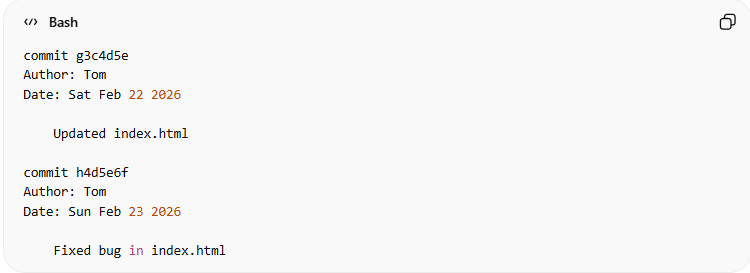 Bash
commit g3c4d5e
Author: Tom
Date: Sat Feb 22 2026
Updated index.html
commit h4d5e6f
Author: Tom
Date: Sun Feb 23 2026
Fixed bug in index.html